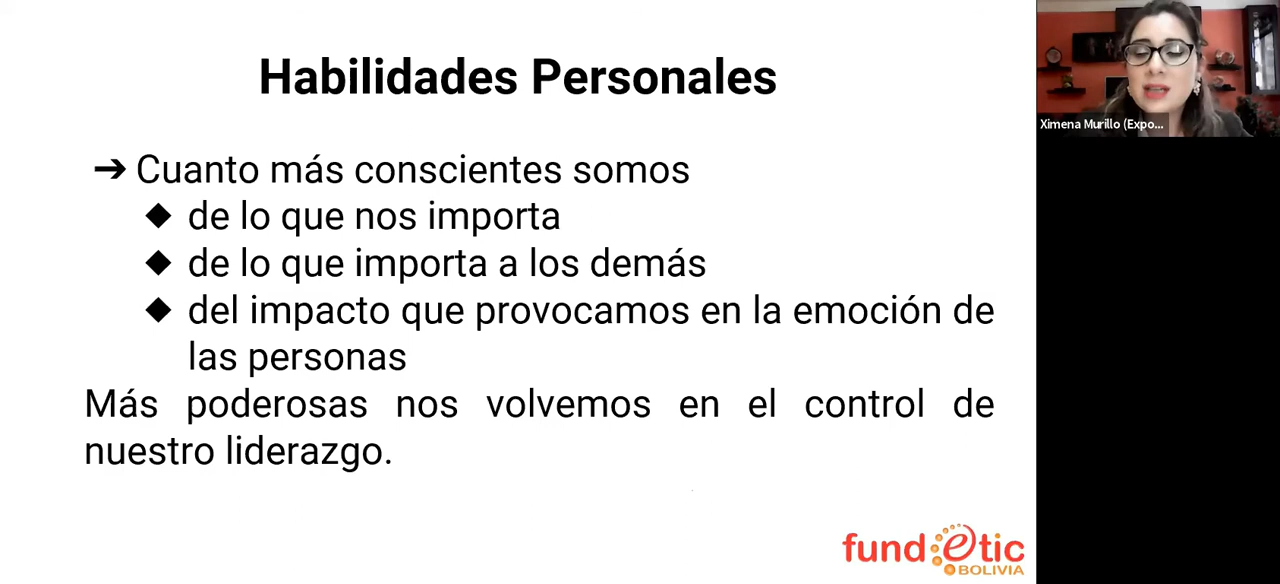 Habilidades Personales
➔ Cuanto más conscientes somos
◆ de lo que nos importa
◆ de lo que importa a los demás
◆ del impacto que provocamos en la emoción de
las personas
Más poderosas nos volvemos en el control de
nuestro liderazgo.
fundetic
BOLIVIA
Ximena Murillo (Expo...